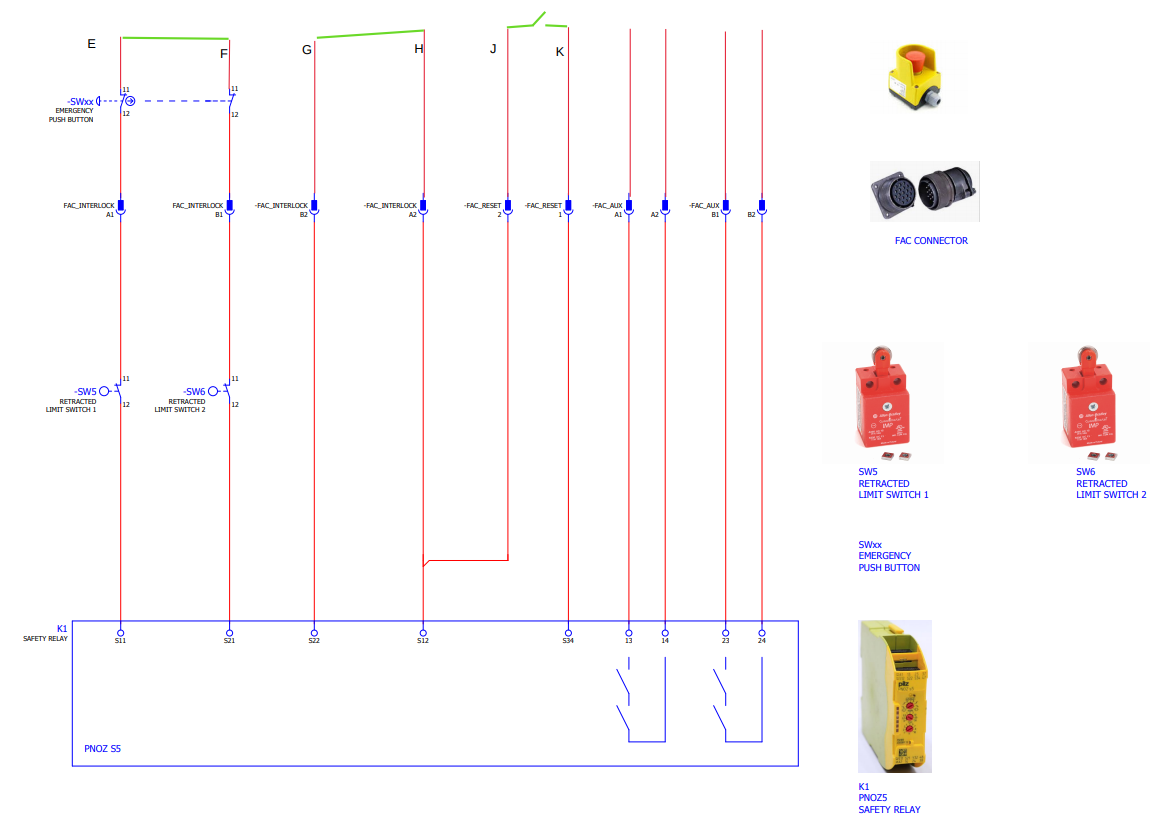 E
F
G
H
J
K
11
11
-SWxx
EMERGENCY
PUSH BUTTON
12
12
FAC_INTERLOCK
A1
FAC_INTERLOCK
B1
-FAC_INTERLOCK
B2
-FAC_INTERLOCK
A2
-FAC_RESET
2
-FAC_RESET
1
-FAC_AUX
A1
A2
-FAC_AUX
B1
B2
FAC CONNECTOR
11
11
-SW5
RETRACTED
LIMIT SWITCH 1
12
-SW6
RETRACTED
LIMIT SWITCH 2
12
SW5
RETRACTED
LIMIT SWITCH 1
SW6
RETRACTED
LIMIT SWITCH 2
SWxx
EMERGENCY
PUSH BUTTON
K1
SAFETY RELAY
S11
S21
S22
S12
S34
13
14
23
24
PNOZ S5
pilz
K1
PNOZ5
SAFETY RELAY